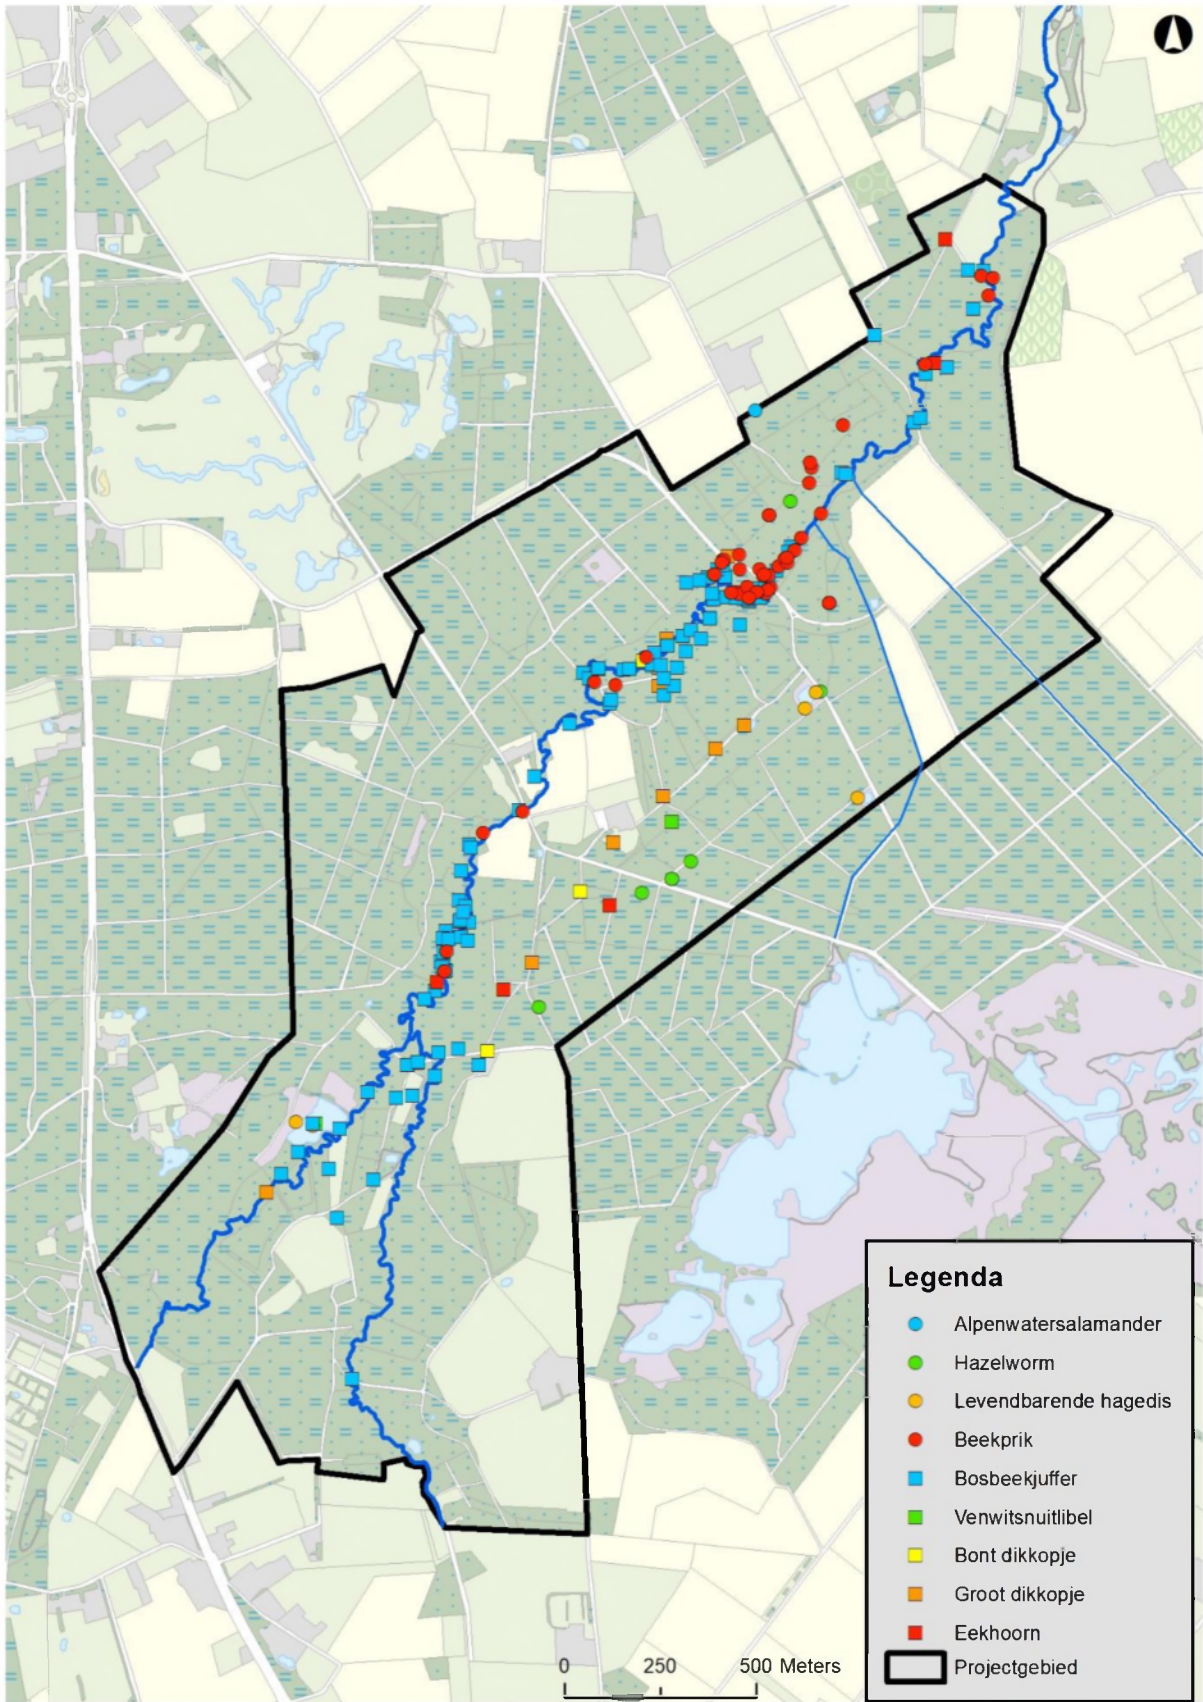 Legenda
Alpenwatersalamander
Hazelworm
Levendbarende hagedis
Beekprik
Bosbeekjuffer
Venwitsnuitlibel
Bont dikkopje
Groot dikkopje
Eekhoorn
Projectgebied
0 250 500 Meters